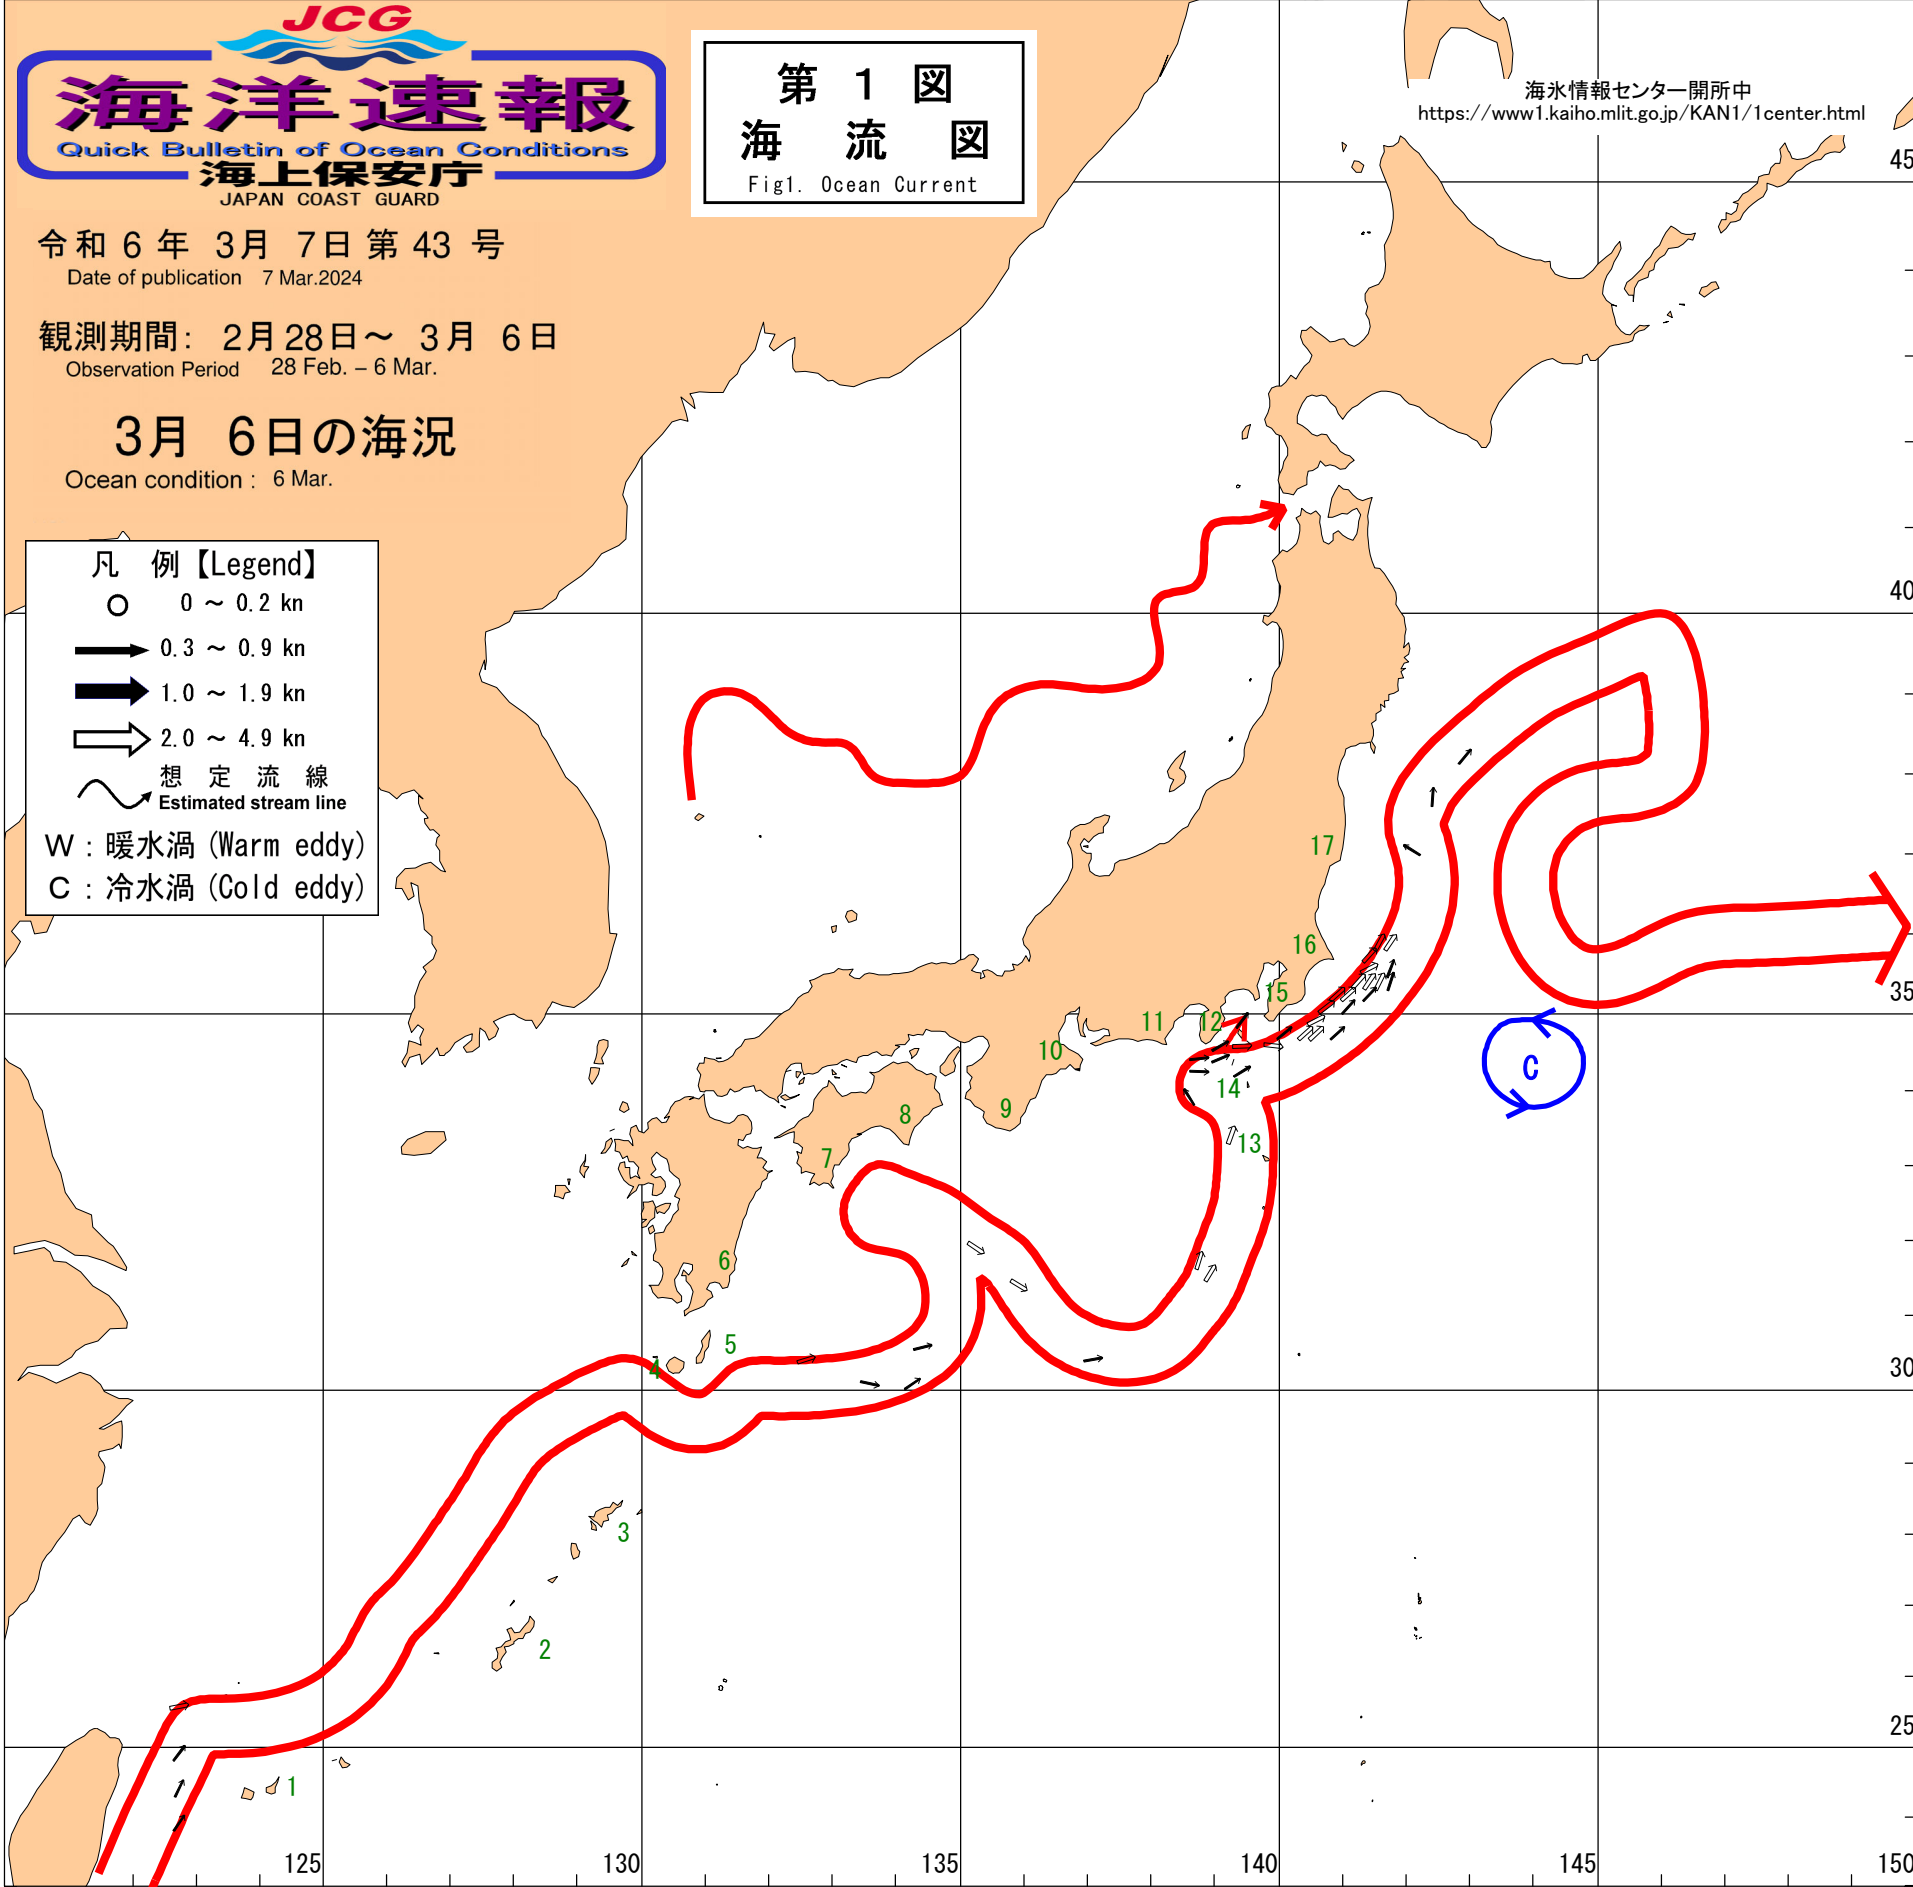 JCG
海洋速報
Quick Bulletin of Ocean Conditions
海上保安庁
JAPAN COAST GUARD
令和 6 年 3月 7日 第 43 号
Date of publication 7 Mar.2024
観測期間: 2月 28日～ 3月 6日
Observation Period 28 Feb. – 6 Mar.
3月 6日の海況
Ocean condition : 6 Mar.
第 1 図
海 流 図
Fig1. Ocean Current
海氷情報センター開所中
https://www1.kaiho.mlit.go.jp/KAN1/1center.html
凡 例【Legend】
0 ～ 0.2 kn
0.3 ～ 0.9 kn
1.0 ～ 1.9 kn
2.0 ～ 4.9 kn
想 定 流 線
Estimated stream line
W : 暖水渦 (Warm eddy)
C : 冷水渦 (Cold eddy)
45
40
17
16
15
35
12
11
10
C
14
9
8
13
7
6
5
4
30
3
2
25
1
125
130
135
140
145
150